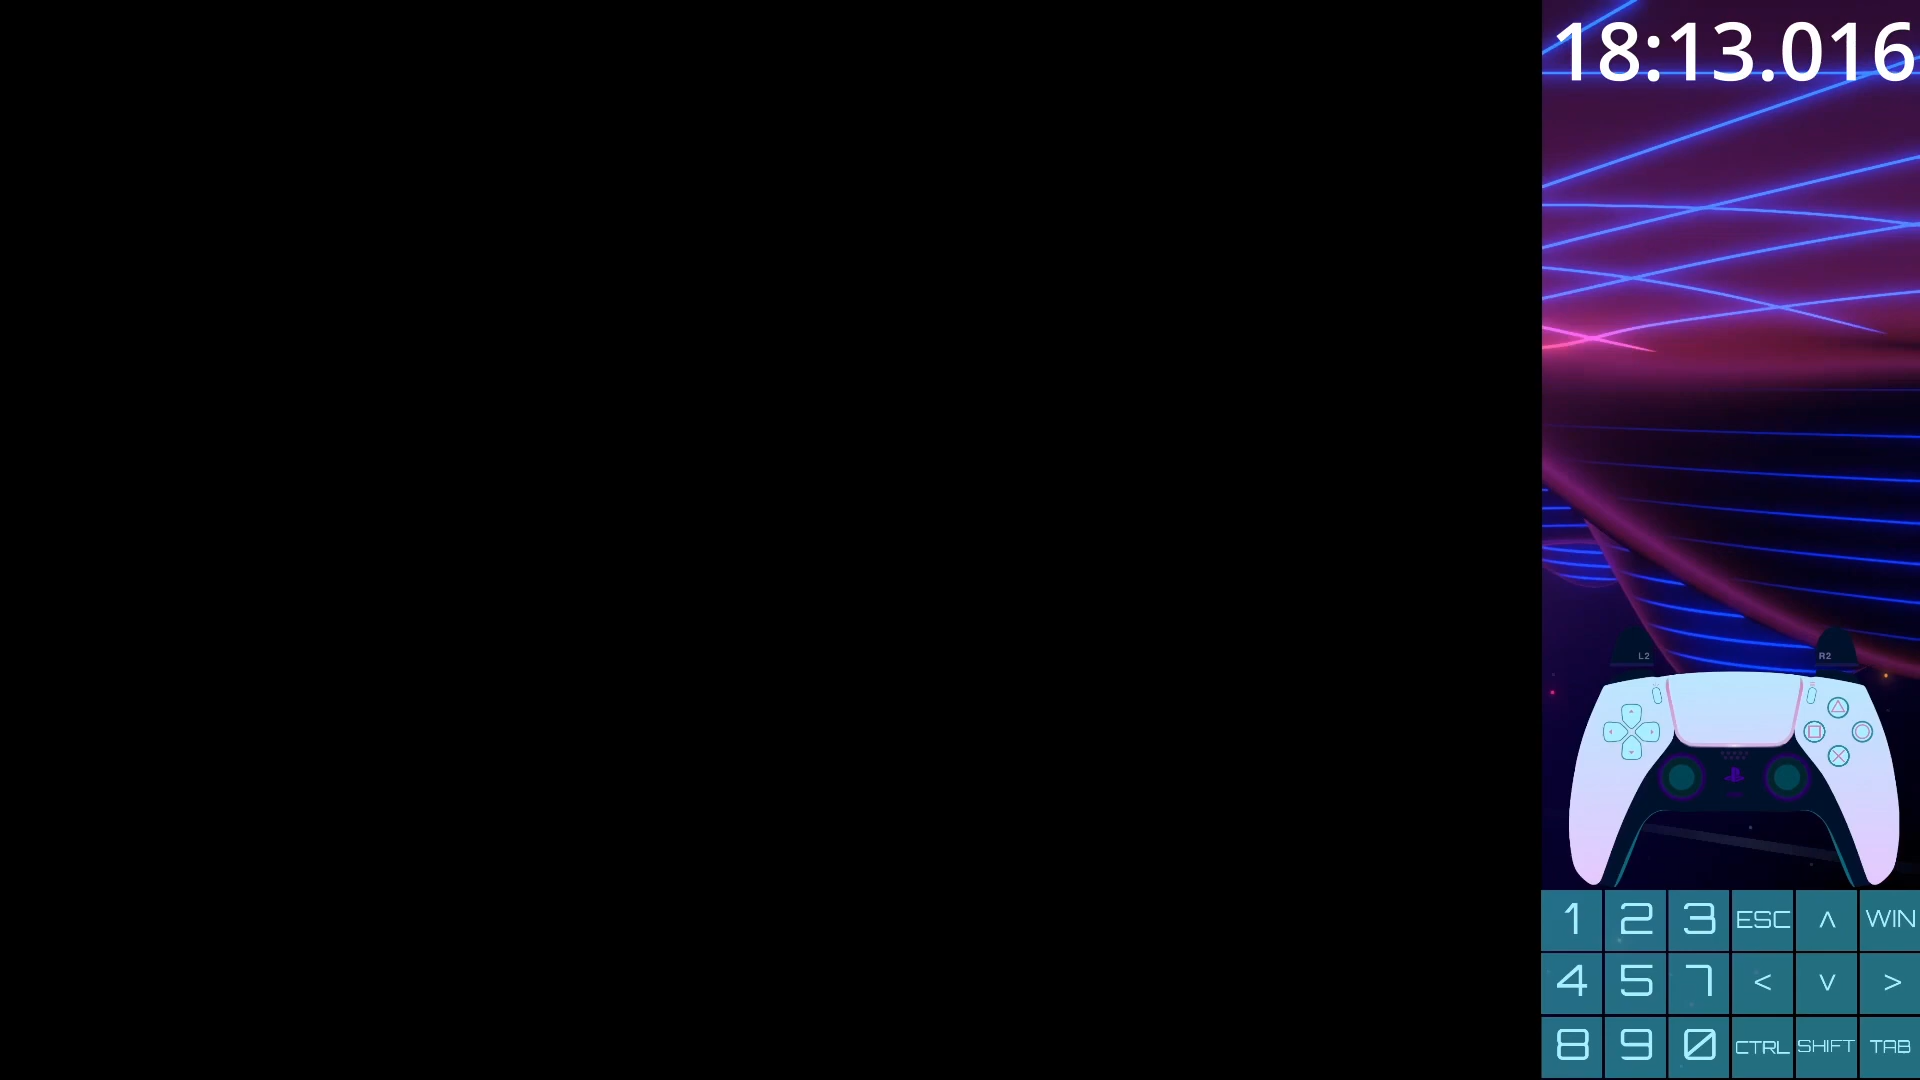 18:13.016
L2 R2
1 2 3 ESC ∧ WIN
4 5 7 < ∨ >
8 9 0 CTRL SHIFT TAB